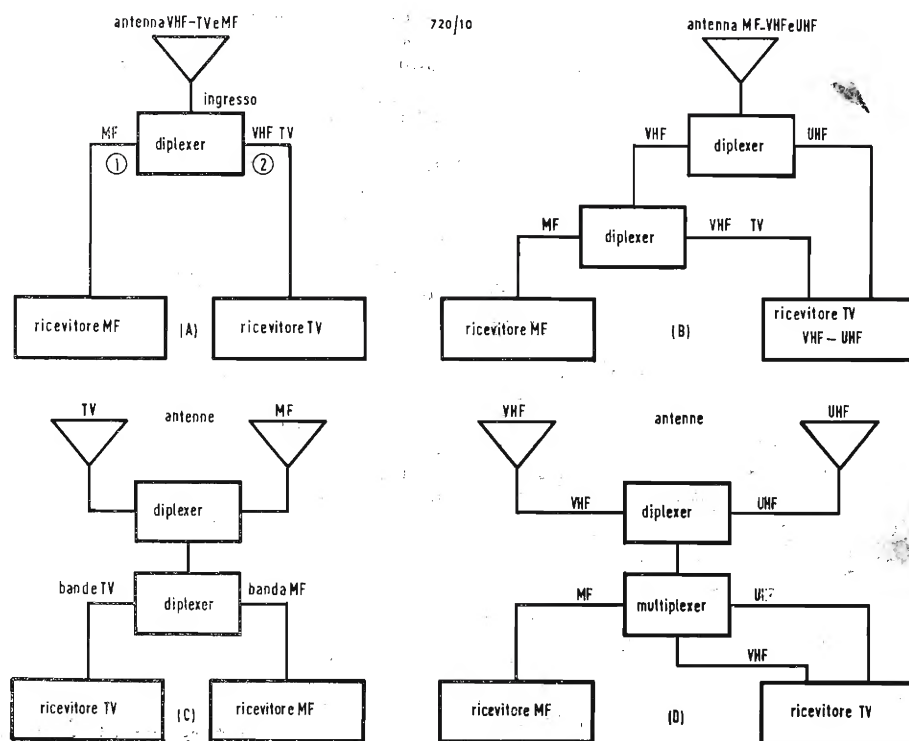 antenna VHF-TV e MF
ingresso
MF
diplexer
VHF TV
1
2
ricevitore MF
(A)
ricevitore TV
720/10
antenna MF-VHF e UHF
VHF
diplexer
UHF
MF
diplexer
VHF TV
ricevitore MF
(B)
ricevitore TV
VHF – UHF
TV
antenne
MF
diplexer
bande TV
diplexer
banda MF
ricevitore TV
(C)
ricevitore MF
VHF
antenne
UHF
VHF
diplexer
UHF
MF
multiplexer
VHF
ricevitore MF
(D)
ricevitore TV